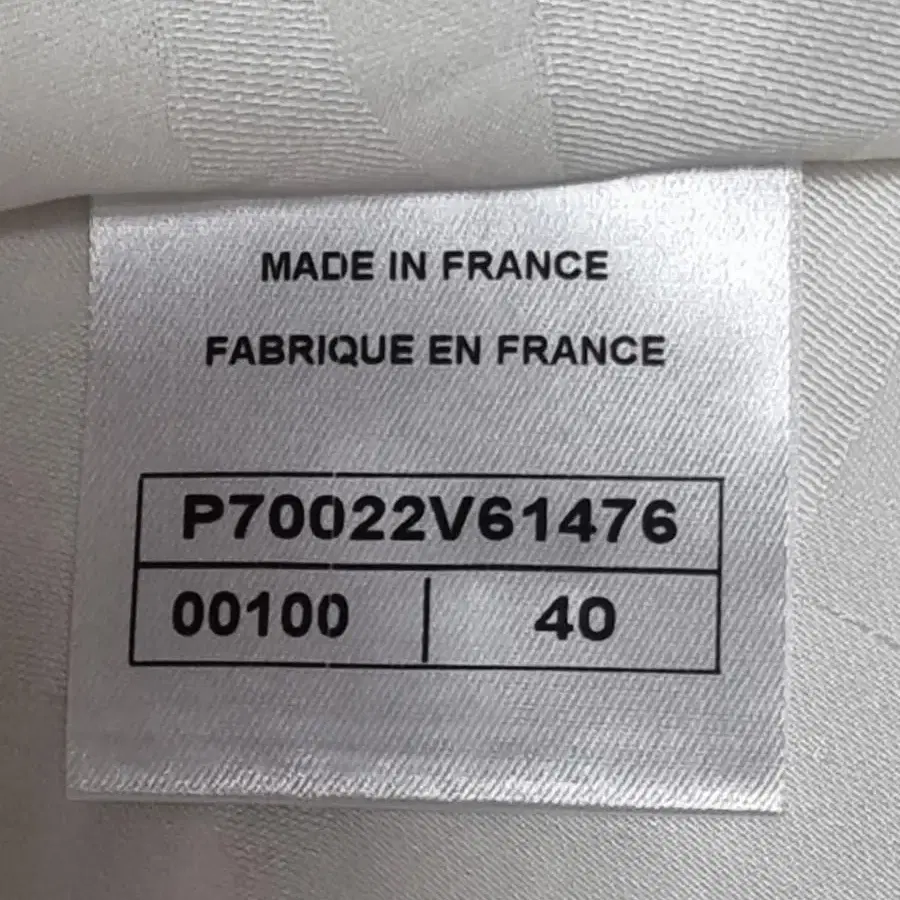 MADE IN FRANCE
FABRIQUE EN FRANCE
P70022V61476
00100 40